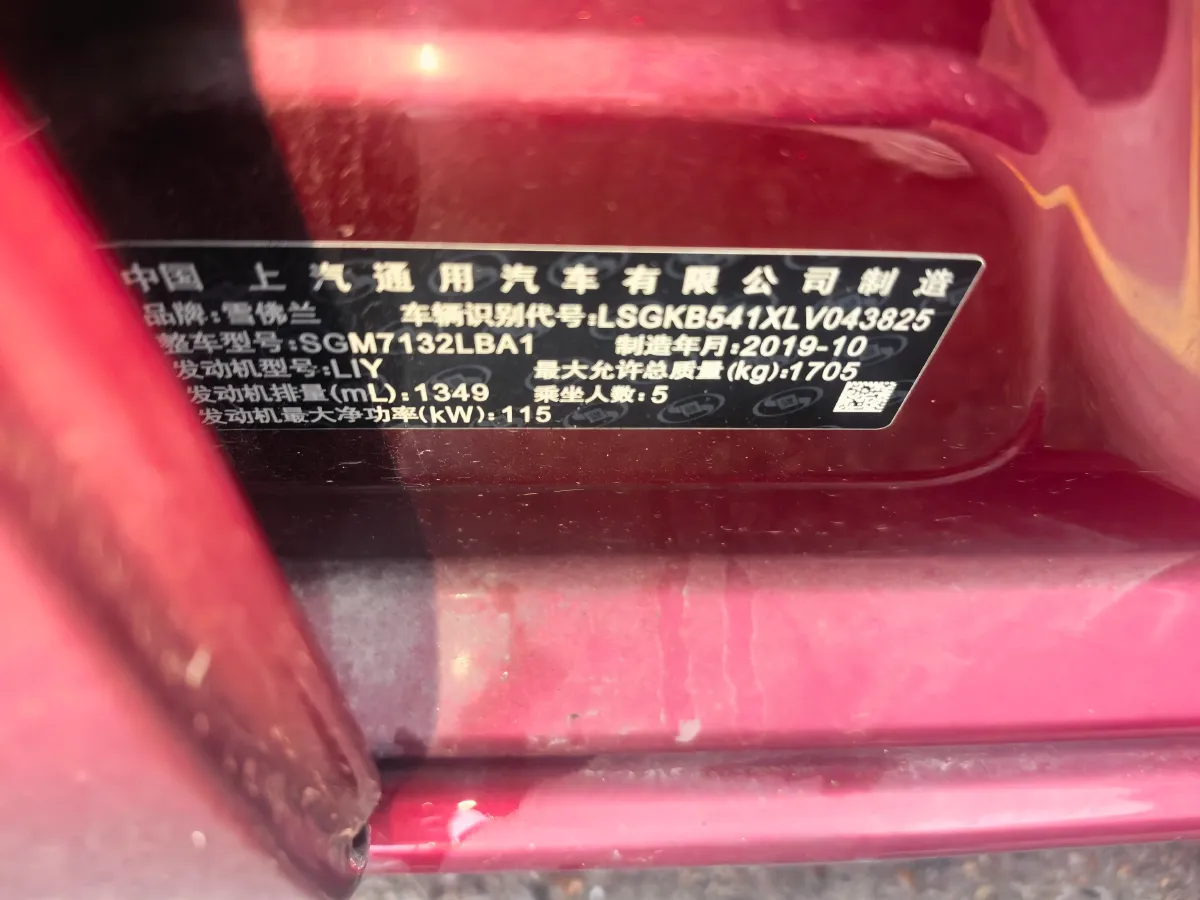 中国 上汽通用汽车有限公司制造
品牌:雪佛兰 车辆识别代号:LSGKB541XLV043825
整车型号:SGM7132LBA1 制造年月:2019-10
发动机型号:LIY 最大允许总质量(kg):1705
发动机排量(mL):1349 乘坐人数:5
发动机最大净功率(kW):115